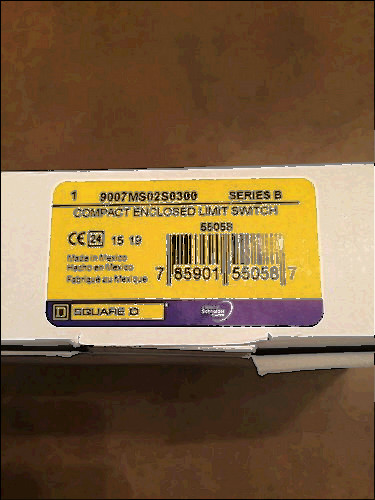 1 9007MS02S0300 SERIES B
COMPACT ENCLOSED LIMIT SWITCH
55058
CE 24 15 19
Made in Mexico
Hecho en Mexico
Fabriqué au Mexique
7 85901 55058 7
D SQUARE D
Schneider